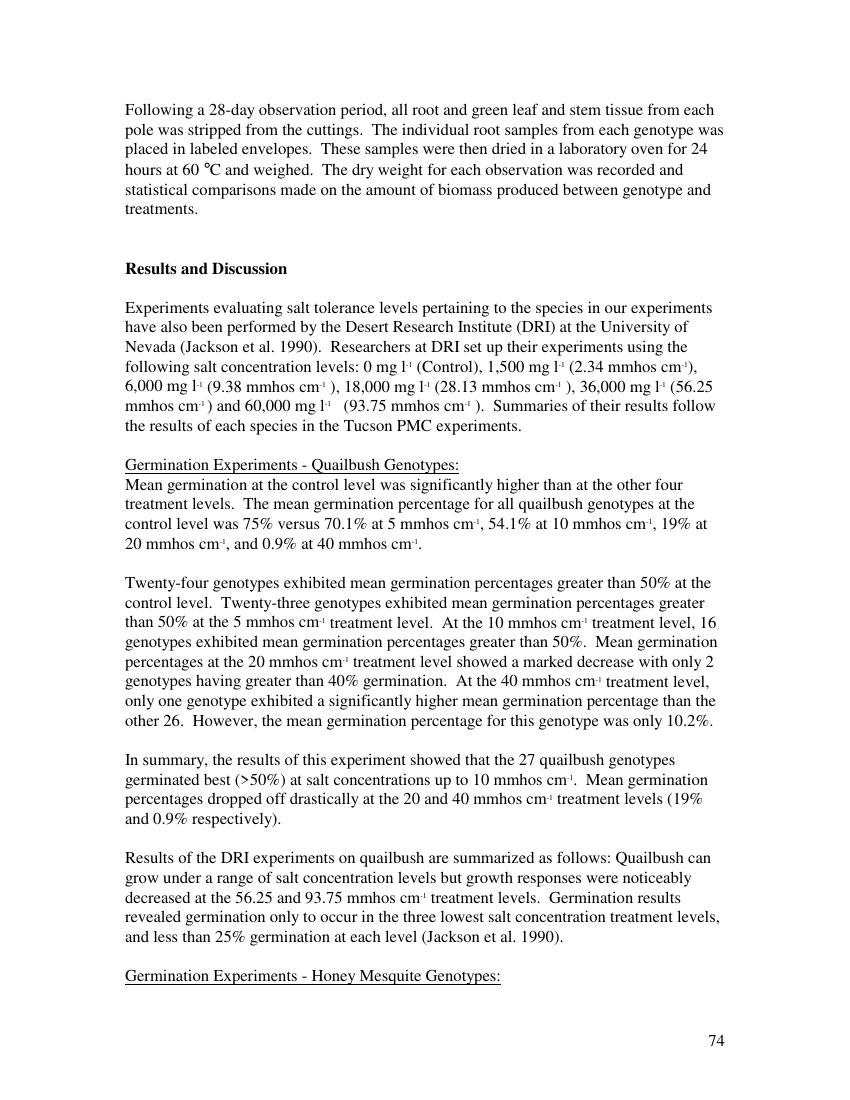 Following a 28-day observation period, all root and green leaf and stem tissue from each
pole was stripped from the cuttings.  The individual root samples from each genotype was
placed in labeled envelopes.  These samples were then dried in a laboratory oven for 24
hours at 60 °C and weighed.  The dry weight for each observation was recorded and
statistical comparisons made on the amount of biomass produced between genotype and
treatments.
Results and Discussion
Experiments evaluating salt tolerance levels pertaining to the species in our experiments
have also been performed by the Desert Research Institute (DRI) at the University of
Nevada (Jackson et al. 1990).  Researchers at DRI set up their experiments using the
following salt concentration levels: 0 mg l⁻¹ (Control), 1,500 mg l⁻¹ (2.34 mmhos cm⁻¹),
6,000 mg l⁻¹ (9.38 mmhos cm⁻¹ ), 18,000 mg l⁻¹ (28.13 mmhos cm⁻¹ ), 36,000 mg l⁻¹ (56.25
mmhos cm⁻¹ ) and 60,000 mg l⁻¹  (93.75 mmhos cm⁻¹ ).  Summaries of their results follow
the results of each species in the Tucson PMC experiments.
Germination Experiments - Quailbush Genotypes:
Mean germination at the control level was significantly higher than at the other four
treatment levels.  The mean germination percentage for all quailbush genotypes at the
control level was 75% versus 70.1% at 5 mmhos cm⁻¹, 54.1% at 10 mmhos cm⁻¹, 19% at
20 mmhos cm⁻¹, and 0.9% at 40 mmhos cm⁻¹.
Twenty-four genotypes exhibited mean germination percentages greater than 50% at the
control level.  Twenty-three genotypes exhibited mean germination percentages greater
than 50% at the 5 mmhos cm⁻¹ treatment level.  At the 10 mmhos cm⁻¹ treatment level, 16
genotypes exhibited mean germination percentages greater than 50%.  Mean germination
percentages at the 20 mmhos cm⁻¹ treatment level showed a marked decrease with only 2
genotypes having greater than 40% germination.  At the 40 mmhos cm⁻¹ treatment level,
only one genotype exhibited a significantly higher mean germination percentage than the
other 26.  However, the mean germination percentage for this genotype was only 10.2%.
In summary, the results of this experiment showed that the 27 quailbush genotypes
germinated best (>50%) at salt concentrations up to 10 mmhos cm⁻¹.  Mean germination
percentages dropped off drastically at the 20 and 40 mmhos cm⁻¹ treatment levels (19%
and 0.9% respectively).
Results of the DRI experiments on quailbush are summarized as follows: Quailbush can
grow under a range of salt concentration levels but growth responses were noticeably
decreased at the 56.25 and 93.75 mmhos cm⁻¹ treatment levels.  Germination results
revealed germination only to occur in the three lowest salt concentration treatment levels,
and less than 25% germination at each level (Jackson et al. 1990).
Germination Experiments - Honey Mesquite Genotypes:
74